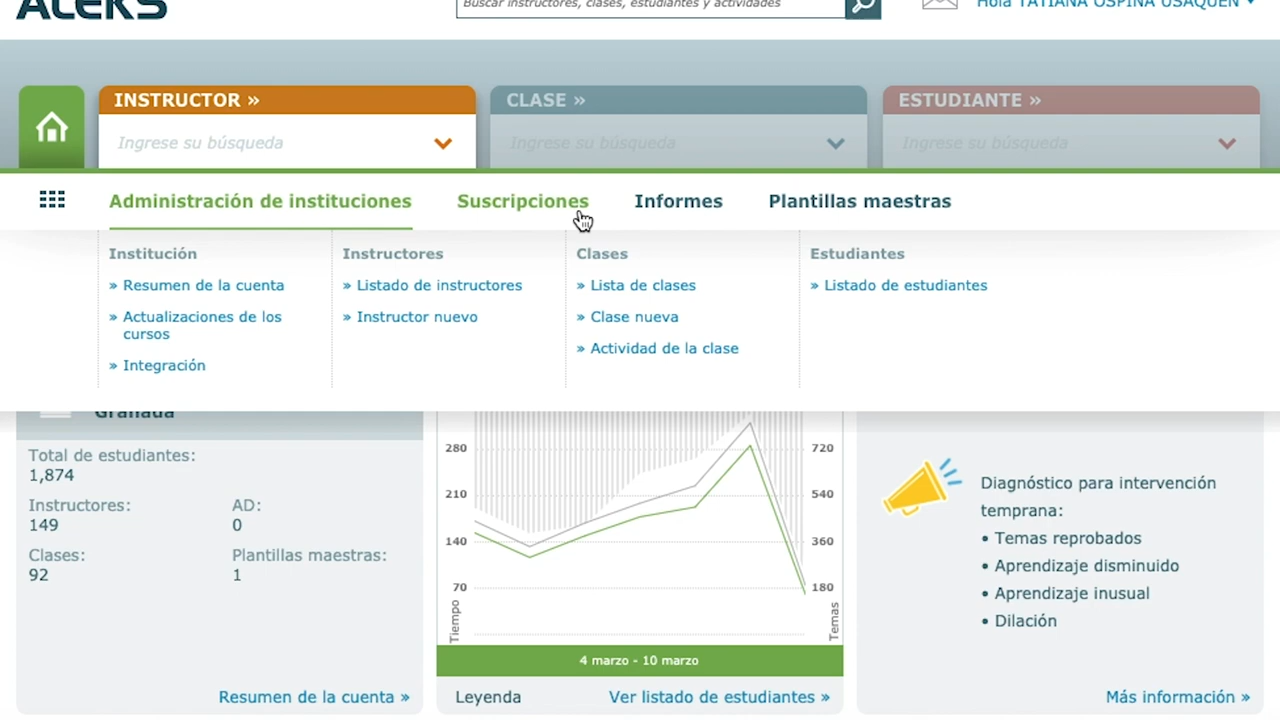 ALEKS
Buscar instructores, clases, estudiantes y actividades
Hola TATIANA OSPINA USAQUEN
INSTRUCTOR »
CLASE »
ESTUDIANTE »
Ingrese su búsqueda
Ingrese su búsqueda
Ingrese su búsqueda
Administración de instituciones
Suscripciones
Informes
Plantillas maestras
Institución
» Resumen de la cuenta
» Actualizaciones de los
cursos
» Integración
Instructores
» Listado de instructores
» Instructor nuevo
Clases
» Lista de clases
» Clase nueva
» Actividad de la clase
Estudiantes
» Listado de estudiantes
Granada
Total de estudiantes:
1,874
Instructores:
149
AD:
0
Clases:
92
Plantillas maestras:
1
Resumen de la cuenta »
280
210
140
70
Tiempo
720
540
360
180
Temas
4 marzo - 10 marzo
Leyenda
Ver listado de estudiantes »
Diagnóstico para intervención
temprana:
• Temas reprobados
• Aprendizaje disminuido
• Aprendizaje inusual
• Dilación
Más información »